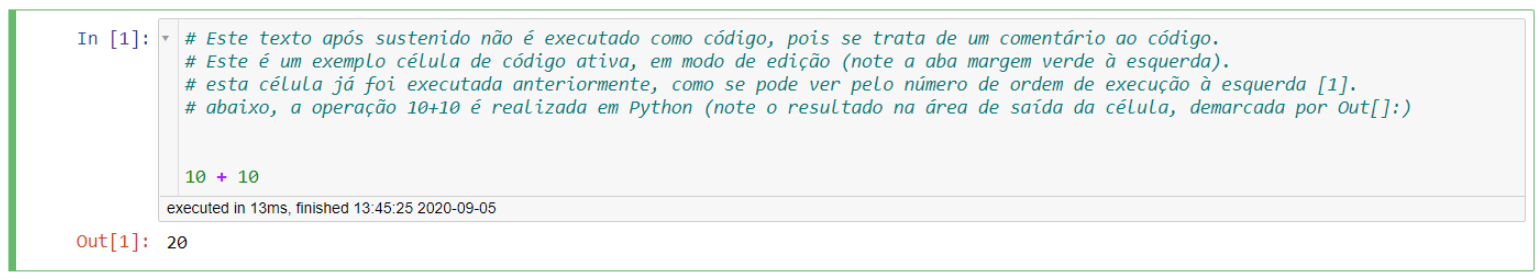 In [1]: # Este texto após sustenido não é executado como código, pois se trata de um comentário ao código.
# Este é um exemplo célula de código ativa, em modo de edição (note a aba margem verde à esquerda).
# esta célula já foi executada anteriormente, como se pode ver pelo número de ordem de execução à esquerda [1].
# abaixo, a operação 10+10 é realizada em Python (note o resultado na área de saída da célula, demarcada por Out[]:)
10 + 10
executed in 13ms, finished 13:45:25 2020-09-05
Out[1]: 20